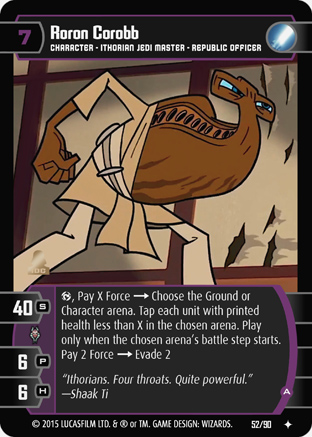 7
Roron Corobb
CHARACTER - ITHORIAN JEDI MASTER - REPUBLIC OFFICER
40 S
6 P
6 H
, Pay X Force → Choose the Ground or
Character arena. Tap each unit with printed
health less than X in the chosen arena. Play
only when the chosen arena's battle step starts.
Pay 2 Force → Evade 2
“Ithorians. Four throats. Quite powerful.”
—Shaak Ti
A
© 2015 LUCASFILM LTD. & ® OR TM. GAME DESIGN: WIZARDS.
52/90